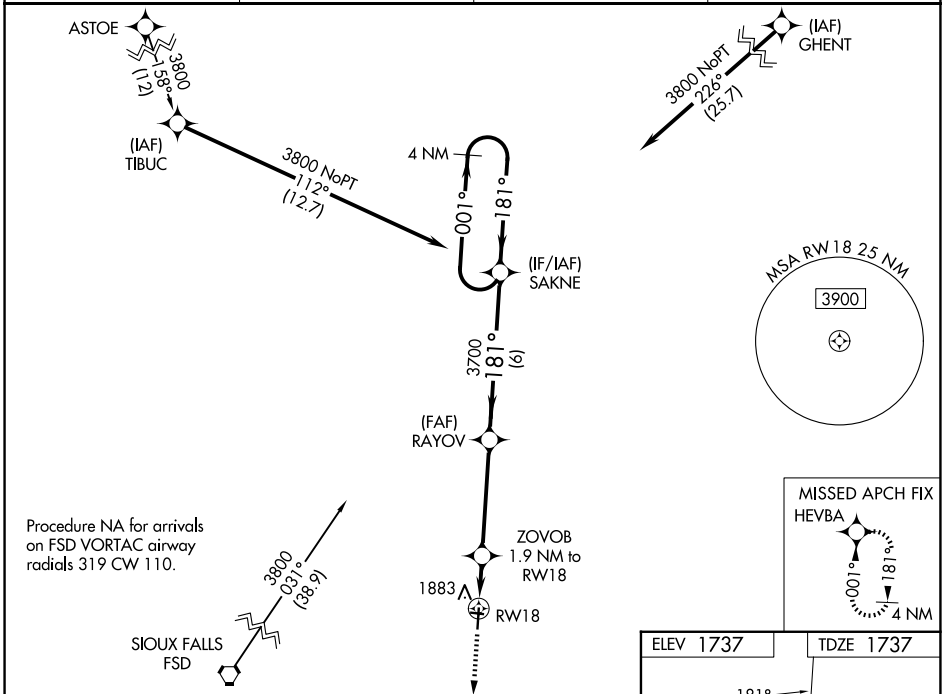 ASTOE
3800
158°
(12)
(IAF)
TIBUC
3800 NoPT
112°
(12.7)
4 NM
001°
181°
(IF/IAF)
SAKNE
(IAF)
GHENT
3800 NoPT
226°
(25.7)
MSA RW18 25 NM
3900
3700
181°
(6)
(FAF)
RAYOV
Procedure NA for arrivals
on FSD VORTAC airway
radials 319 CW 110.
3800
031°
(38.9)
SIOUX FALLS
FSD
ZOVOB
1.9 NM to
RW18
1883
RW18
MISSED APCH FIX
HEVBA
001°
181°
4 NM
ELEV 1737
TDZE 1737